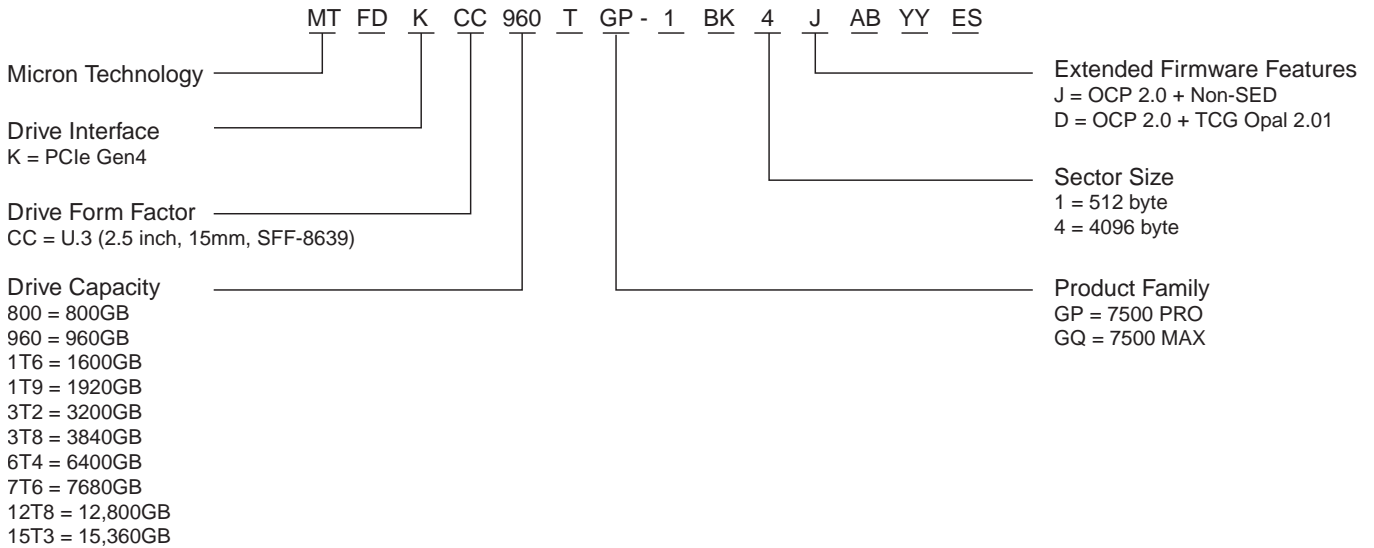 MT FD K CC 960 T GP - 1 BK 4 J AB YY ES
Micron Technology
Drive Interface
K = PCIe Gen4
Drive Form Factor
CC = U.3 (2.5 inch, 15mm, SFF-8639)
Drive Capacity
800 = 800GB
960 = 960GB
1T6 = 1600GB
1T9 = 1920GB
3T2 = 3200GB
3T8 = 3840GB
6T4 = 6400GB
7T6 = 7680GB
12T8 = 12,800GB
15T3 = 15,360GB
Extended Firmware Features
J = OCP 2.0 + Non-SED
D = OCP 2.0 + TCG Opal 2.01
Sector Size
1 = 512 byte
4 = 4096 byte
Product Family
GP = 7500 PRO
GQ = 7500 MAX